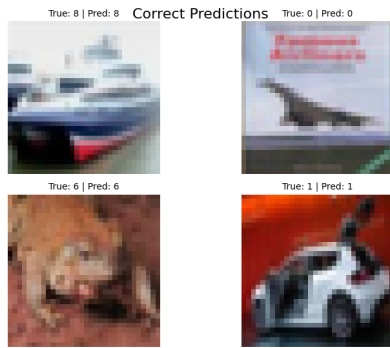 Correct Predictions
True: 8 | Pred: 8
True: 0 | Pred: 0
True: 6 | Pred: 6
True: 1 | Pred: 1